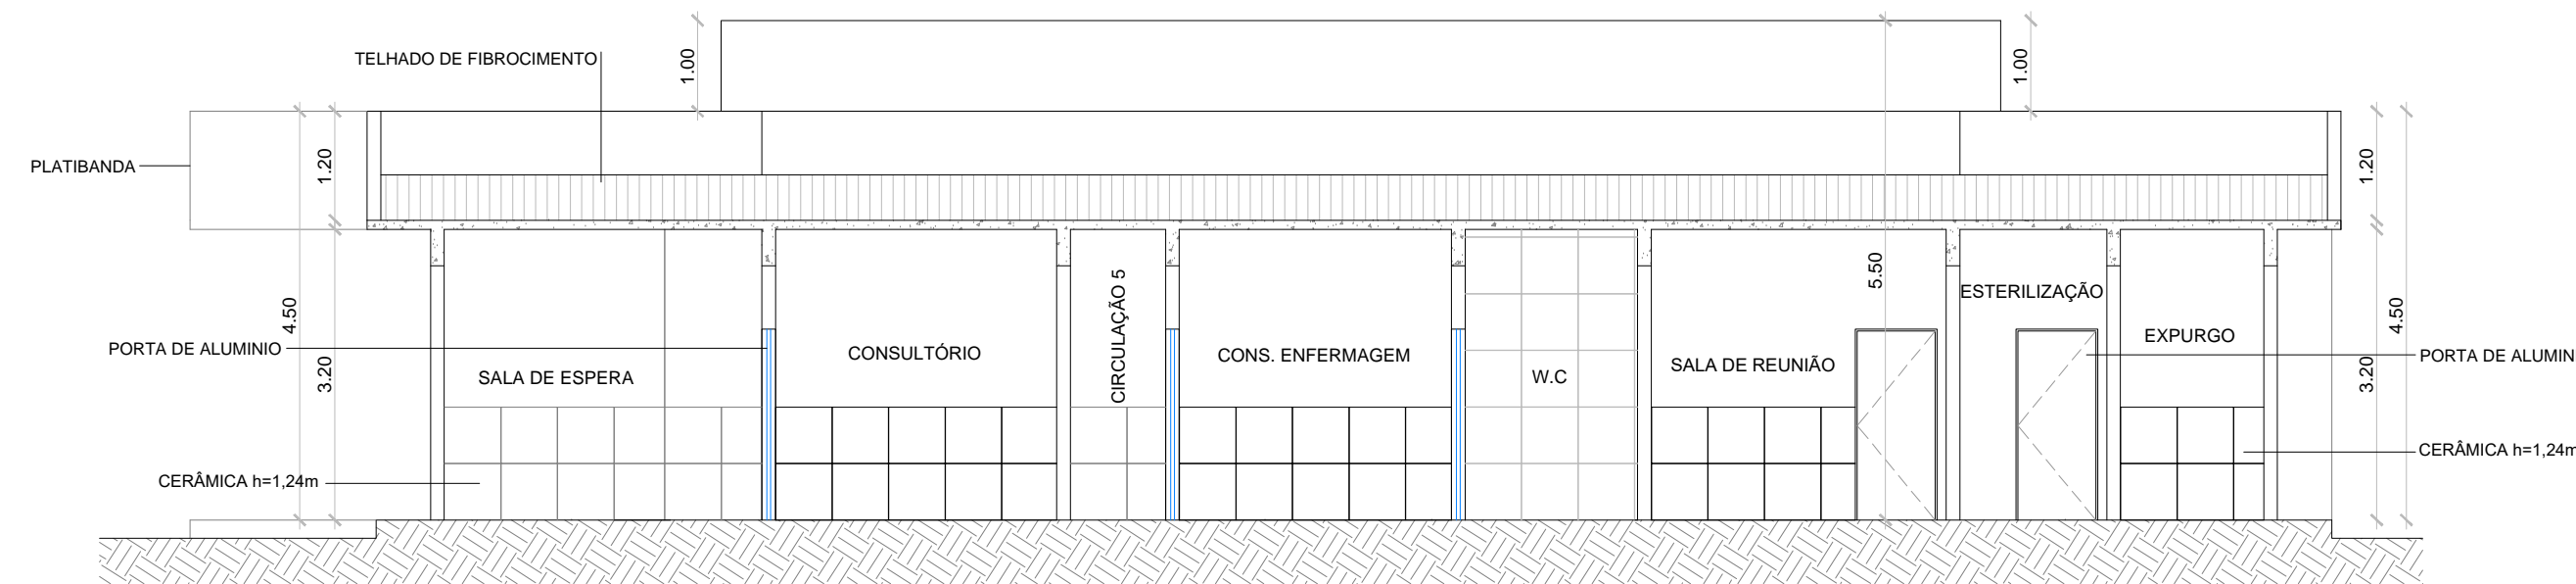 TELHADO DE FIBROCIMENTO
1.00
1.00
PLATIBANDA
1.20
1.20
4.50
3.20
5.50
4.50
3.20
PORTA DE ALUMINIO
SALA DE ESPERA
CONSULTÓRIO
CIRCULAÇÃO 5
CONS. ENFERMAGEM
W.C
SALA DE REUNIÃO
ESTERILIZAÇÃO
EXPURGO
PORTA DE ALUMIN
CERÂMICA h=1,24m
CERÂMICA h=1,24m